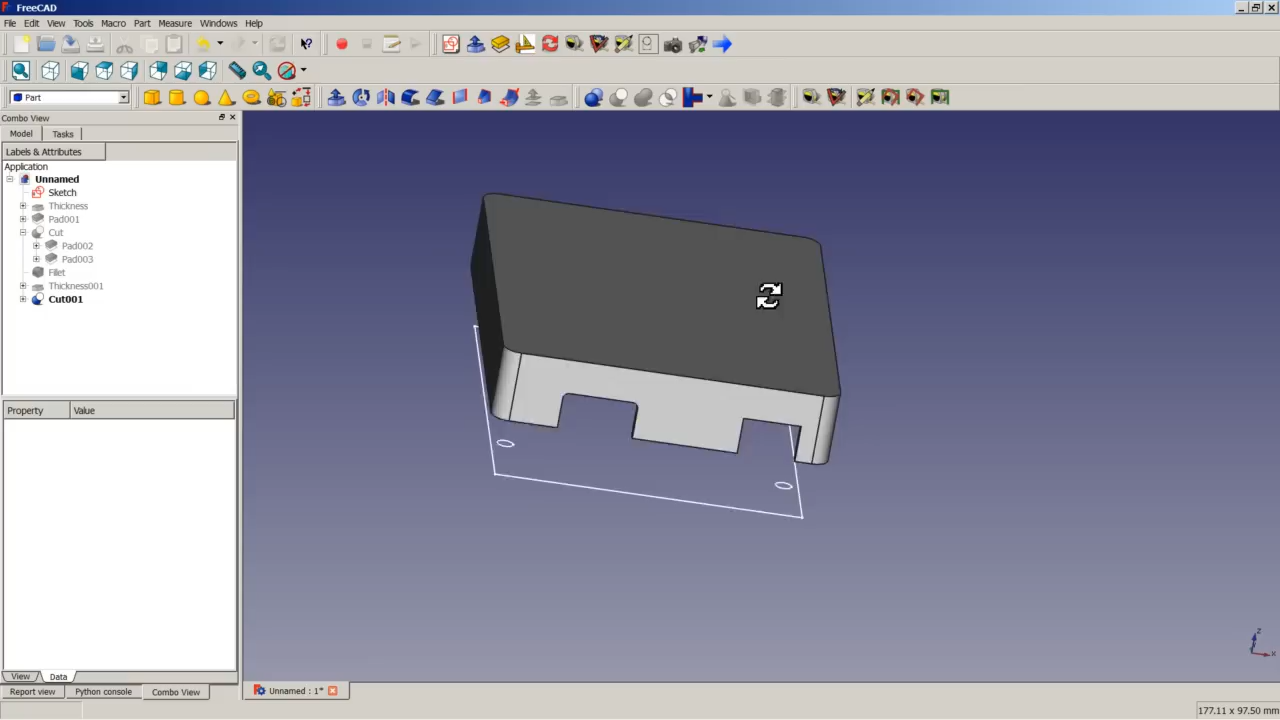 FreeCAD
File Edit View Tools Macro Part Measure Windows Help
Part
Combo View
Model Tasks
Labels & Attributes
Application
Unnamed
Sketch
Thickness
Pad001
Cut
Pad002
Pad003
Fillet
Thickness001
Cut001
Property Value
View Data
Report view Python console Combo View
Unnamed : 1*
z
x
177.11 x 97.50 mm